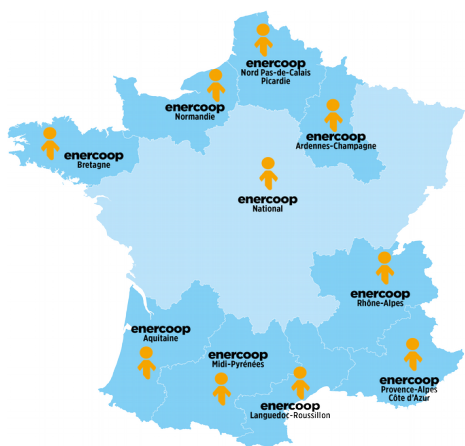 enercoop
Nord Pas-de-Calais
Picardie
enercoop
Normandie
enercoop
Ardennes-Champagne
enercoop
Bretagne
enercoop
National
enercoop
Rhône-Alpes
enercoop
Aquitaine
enercoop
Midi-Pyrénées
enercoop
Provence-Alpes
Côte d'Azur
enercoop
Languedoc-Roussillon